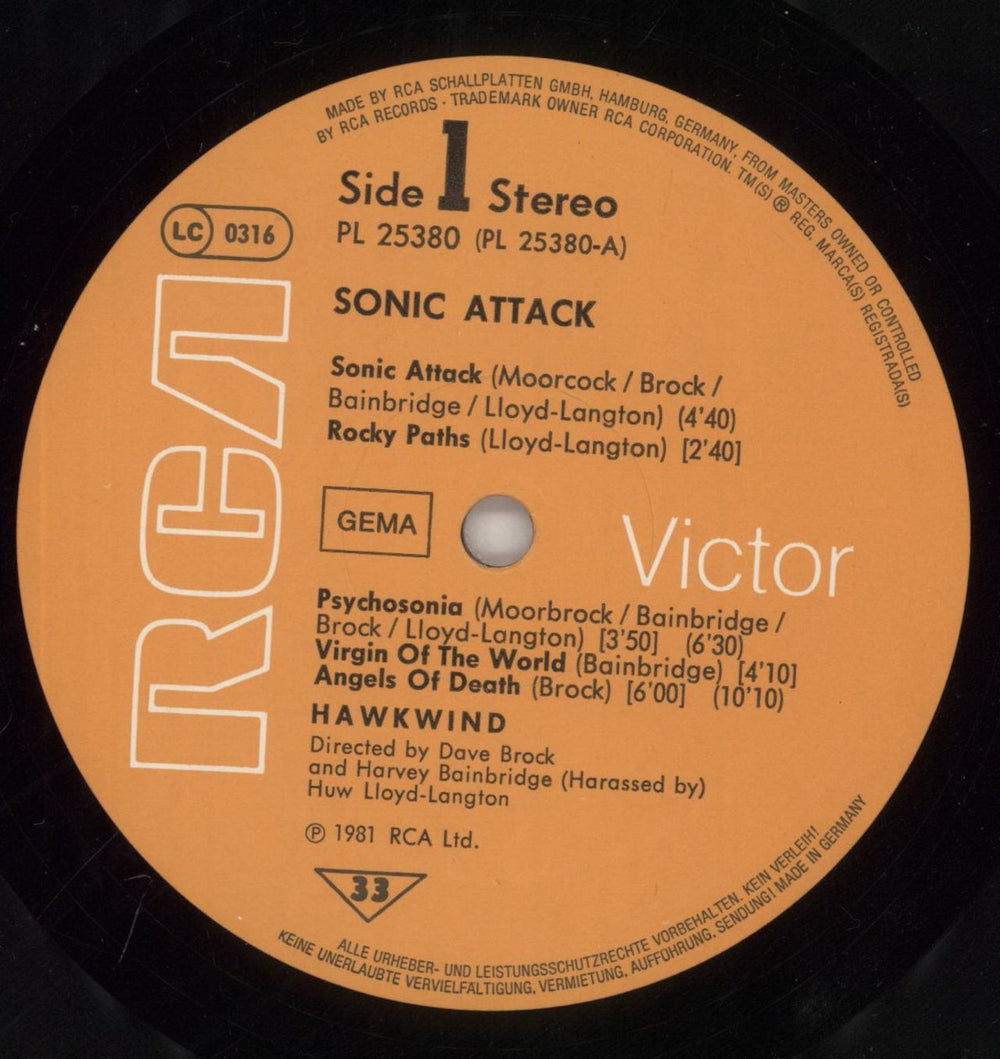 MADE BY RCA SCHALLPLATTEN GMBH, HAMBURG, GERMANY, FROM MASTERS OWNED OR CONTROLLED
BY RCA RECORDS · TRADEMARK OWNER RCA CORPORATION. TM(S) ® REG. MARCA(S) REGISTRADA(S)
Side 1 Stereo
LC 0316
PL 25380 (PL 25380-A)
RCA
SONIC ATTACK
Sonic Attack (Moorcock / Brock /
Bainbridge / Lloyd-Langton) (4'40)
Rocky Paths (Lloyd-Langton) [2'40]
GEMA
Victor
Psychosonia (Moorbrock / Bainbridge /
Brock / Lloyd-Langton) [3'50] (6'30)
Virgin Of The World (Bainbridge) [4'10]
Angels Of Death (Brock) [6'00] (10'10)
HAWKWIND
Directed by Dave Brock
and Harvey Bainbridge (Harassed by)
Huw Lloyd-Langton
℗ 1981 RCA Ltd.
33
ALLE URHEBER- UND LEISTUNGSSCHUTZRECHTE VORBEHALTEN. KEIN VERLEIH!
KEINE UNERLAUBTE VERVIELFÄLTIGUNG, VERMIETUNG, AUFFÜHRUNG, SENDUNG! MADE IN GERMANY